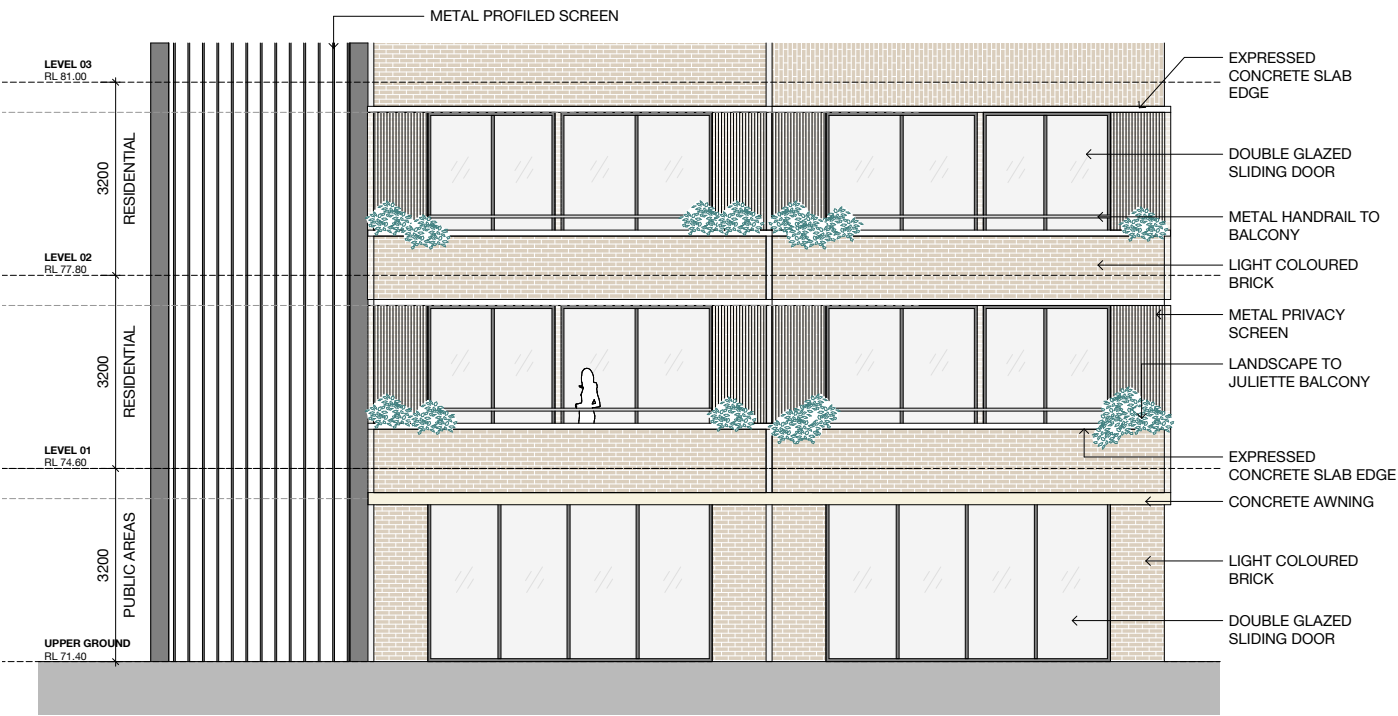 METAL PROFILED SCREEN
LEVEL 03
RL 81.00
3200
RESIDENTIAL
LEVEL 02
RL 77.80
3200
RESIDENTIAL
LEVEL 01
RL 74.60
3200
PUBLIC AREAS
UPPER GROUND
RL 71.40
EXPRESSED
CONCRETE SLAB
EDGE
DOUBLE GLAZED
SLIDING DOOR
METAL HANDRAIL TO
BALCONY
LIGHT COLOURED
BRICK
METAL PRIVACY
SCREEN
LANDSCAPE TO
JULIETTE BALCONY
EXPRESSED
CONCRETE SLAB EDGE
CONCRETE AWNING
LIGHT COLOURED
BRICK
DOUBLE GLAZED
SLIDING DOOR